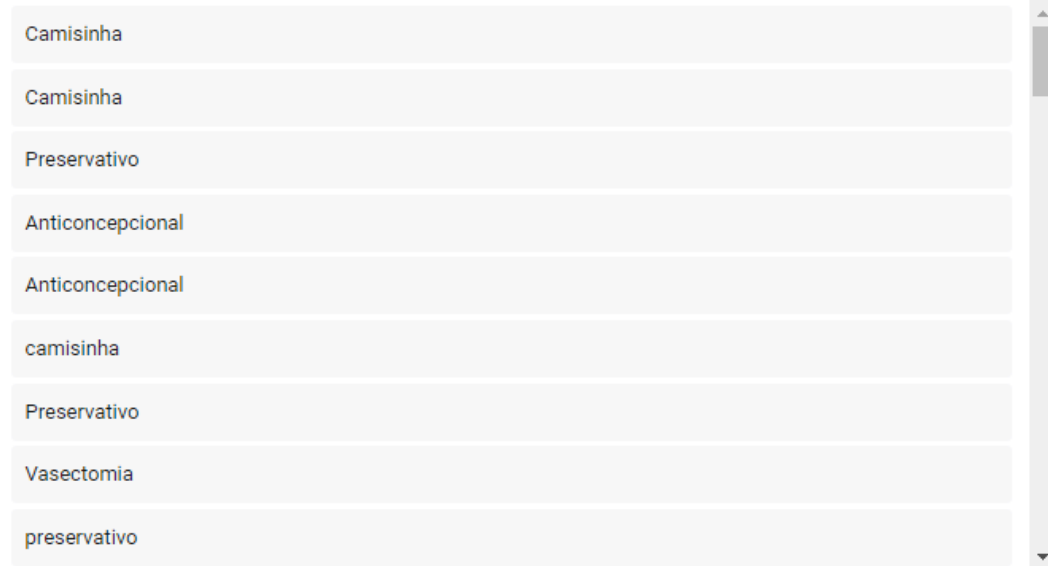 Camisinha
Camisinha
Preservativo
Anticoncepcional
Anticoncepcional
camisinha
Preservativo
Vasectomia
preservativo